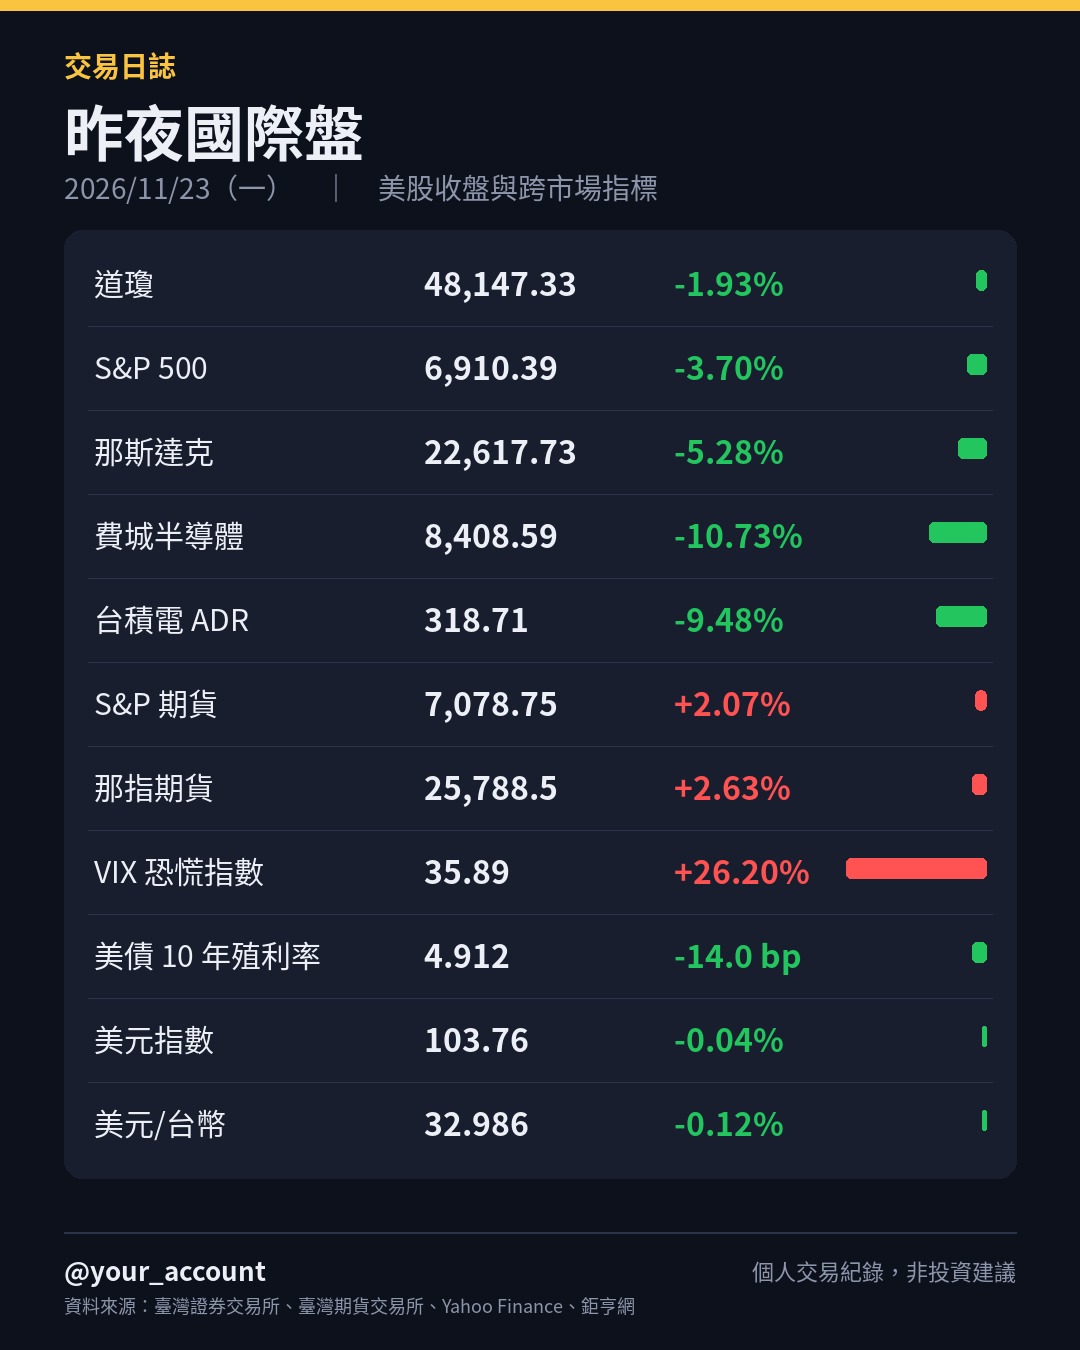 交易日誌
昨夜國際盤
2026/11/23（一） ｜ 美股收盤與跨市場指標
道瓊 48,147.33 -1.93%
S&P 500 6,910.39 -3.70%
那斯達克 22,617.73 -5.28%
費城半導體 8,408.59 -10.73%
台積電 ADR 318.71 -9.48%
S&P 期貨 7,078.75 +2.07%
那指期貨 25,788.5 +2.63%
VIX 恐慌指數 35.89 +26.20%
美債 10 年殖利率 4.912 -14.0 bp
美元指數 103.76 -0.04%
美元/台幣 32.986 -0.12%
@your_account 個人交易紀錄，非投資建議
資料來源：臺灣證券交易所、臺灣期貨交易所、Yahoo Finance、鉅亨網